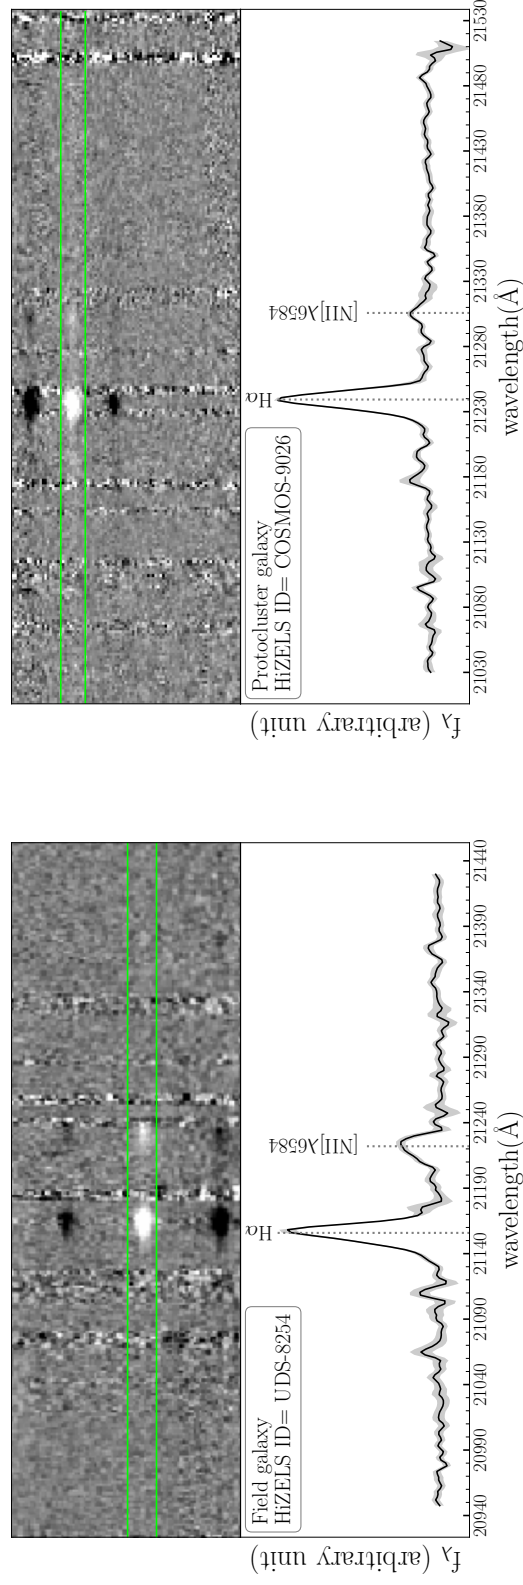 Field galaxy
HiZELS ID= UDS-8254
Hα
[NII]λ6584
fλ (arbitrary unit)
20940 20990 21040 21090 21140 21190 21240 21290 21340 21390 21440
wavelength(Å)
Protocluster galaxy
HiZELS ID= COSMOS-9026
Hα
[NII]λ6584
fλ (arbitrary unit)
21030 21080 21130 21180 21230 21280 21330 21380 21430 21480 21530
wavelength(Å)